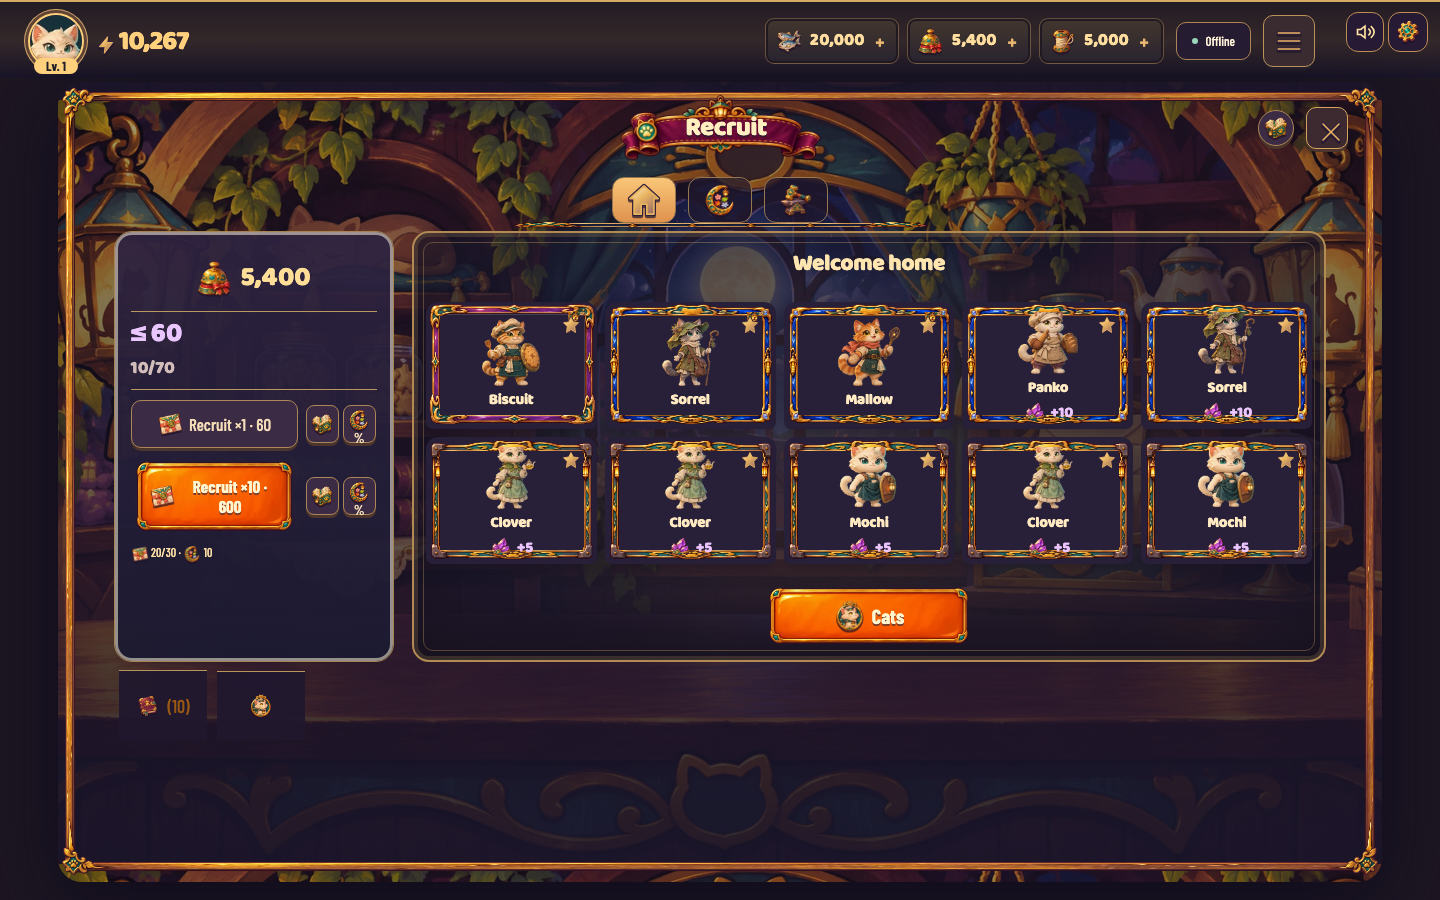 Lv. 1
10,267
20,000 +
5,400 +
5,000 +
Offline
Recruit
5,400
≤ 60
10/70
Recruit ×1 · 60
%
Recruit ×10 · 
600
%
20/30 · 10
(10)
Welcome home
Biscuit
Sorrel
Mallow
Panko
+10
Sorrel
+10
Clover
+5
Clover
+5
Mochi
+5
Clover
+5
Mochi
+5
Cats